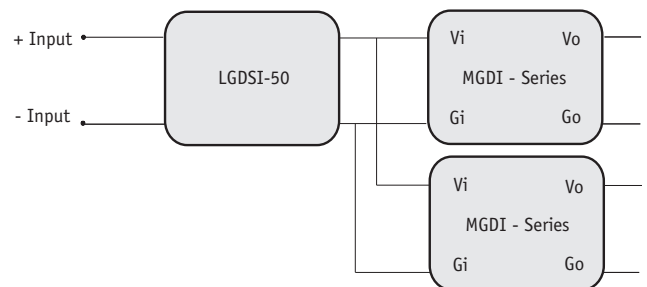 + Input
- Input
LGDSI-50
Vi Vo
MGDI - Series
Gi Go
Vi Vo
MGDI - Series
Gi Go